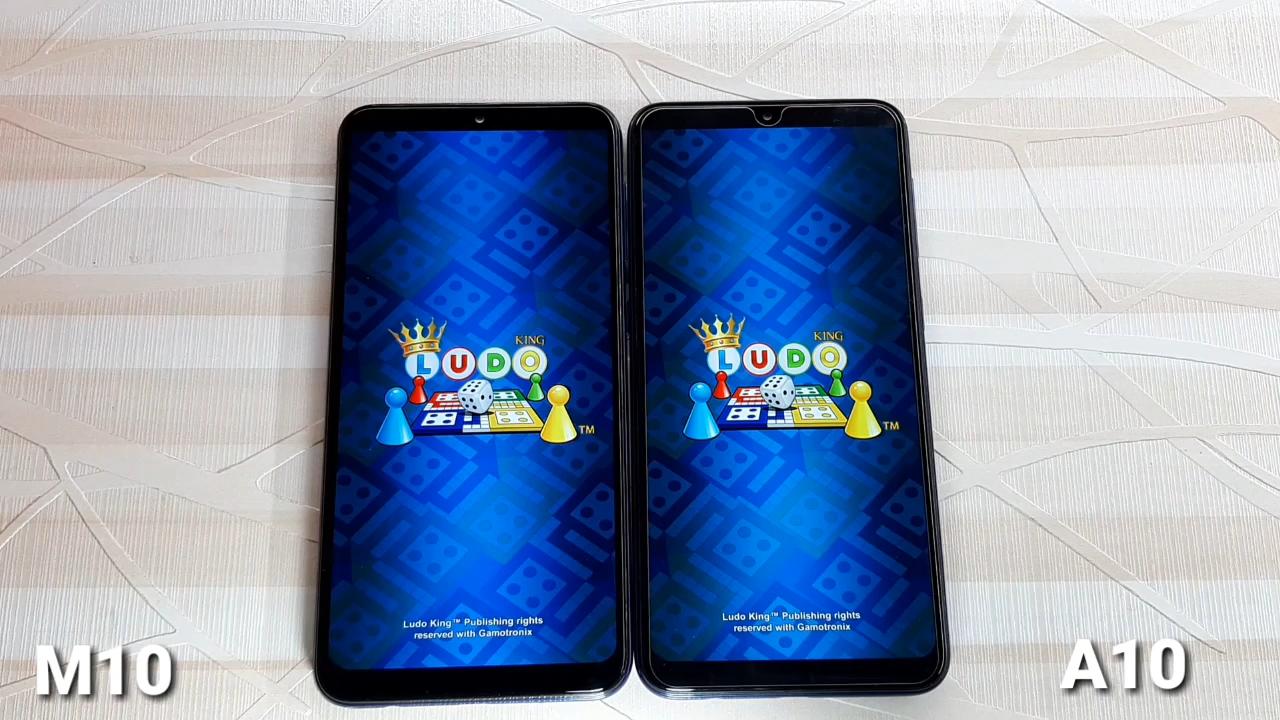 KING
LUDO
TM
Ludo King™ Publishing rights
reserved with Gamotronix
KING
LUDO
TM
Ludo King™ Publishing rights
reserved with Gamotronix
M10
A10